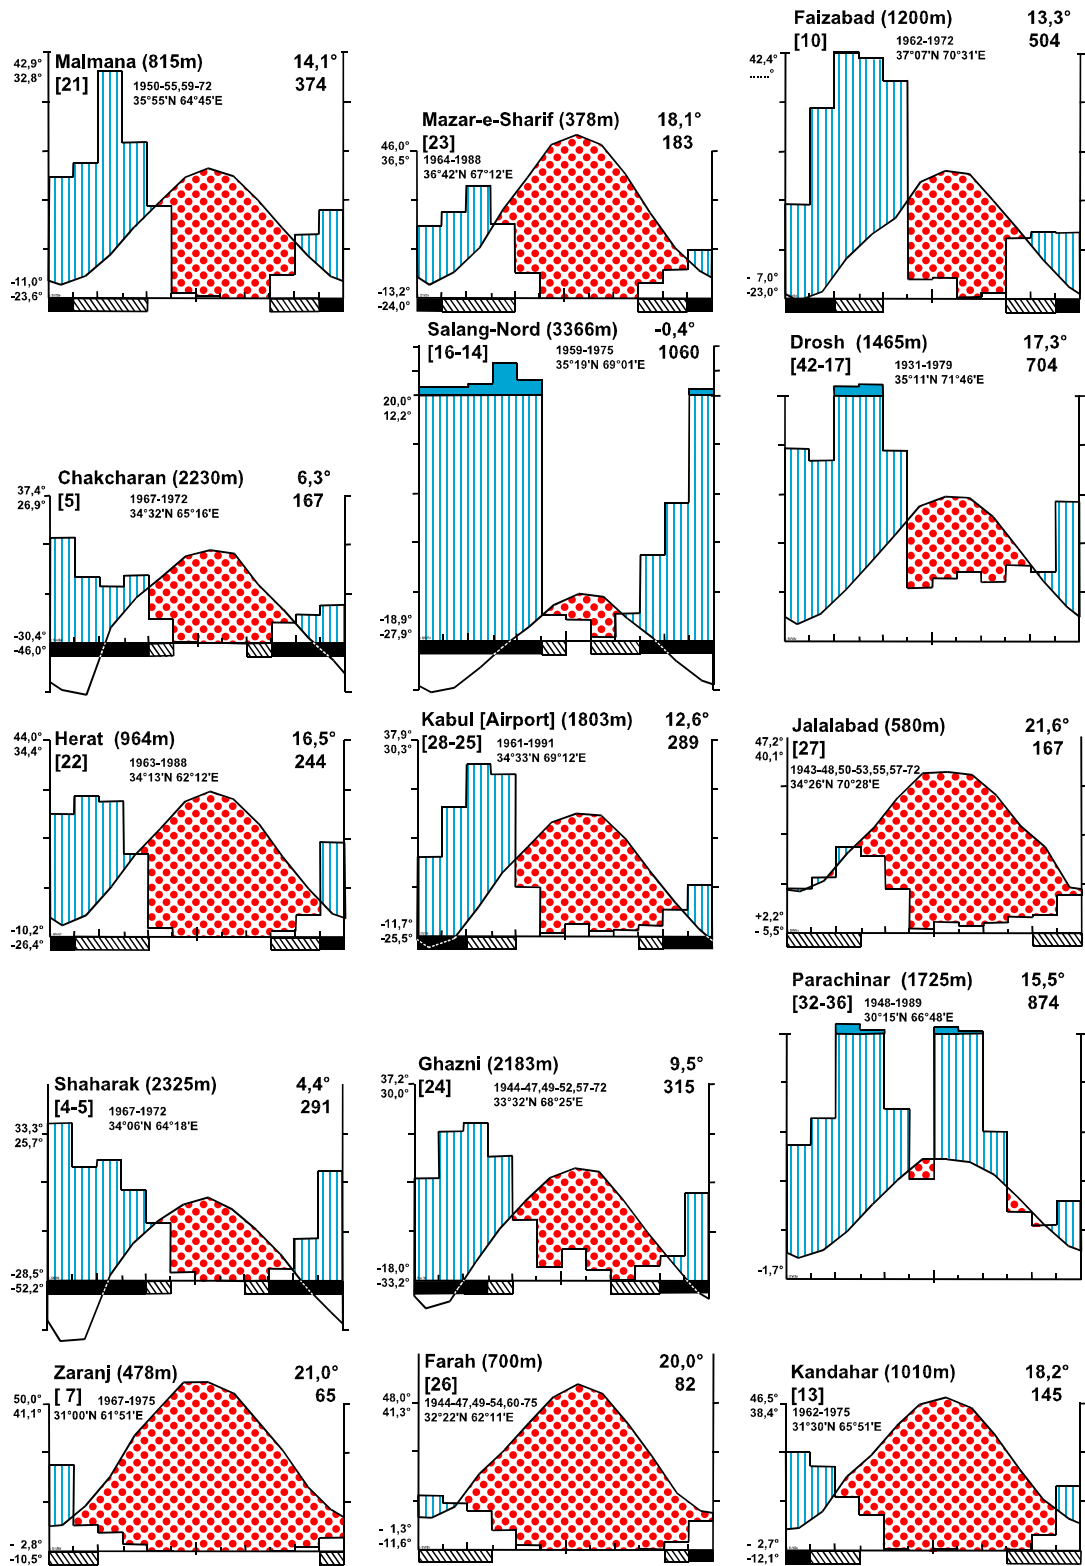 Malmana (815m) 14,1°
[21] 374
1950-55,59-72
35°55'N 64°45'E
42,9°
32,8°
-11,0°
-23,6°
Mazar-e-Sharif (378m) 18,1°
[23] 183
1964-1988
36°42'N 67°12'E
46,0°
36,5°
-13,2°
-24,0°
Faizabad (1200m) 13,3°
[10] 504
1962-1972
37°07'N 70°31'E
42,4°
......°
- 7,0°
-23,0°
Chakcharan (2230m) 6,3°
[5] 167
1967-1972
34°32'N 65°16'E
37,4°
26,9°
-30,4°
-46,0°
Salang-Nord (3366m) -0,4°
[16-14] 1060
1959-1975
35°19'N 69°01'E
20,0°
12,2°
-18,9°
-27,9°
Drosh (1465m) 17,3°
[42-17] 704
1931-1979
35°11'N 71°46'E
Herat (964m) 16,5°
[22] 244
1963-1988
34°13'N 62°12'E
44,0°
34,4°
-10,2°
-26,4°
Kabul [Airport] (1803m) 12,6°
[28-25] 289
1961-1991
34°33'N 69°12'E
37,9°
30,3°
-11,7°
-25,5°
Jalalabad (580m) 21,6°
[27] 167
1943-48,50-53,55,57-72
34°26'N 70°28'E
47,2°
40,1°
+2,2°
- 5,5°
Shaharak (2325m) 4,4°
[4-5] 291
1967-1972
34°06'N 64°18'E
33,3°
25,7°
-28,5°
-52,2°
Ghazni (2183m) 9,5°
[24] 315
1944-47,49-52,57-72
33°32'N 68°25'E
37,2°
30,0°
-18,0°
-33,2°
Parachinar (1725m) 15,5°
[32-36] 874
1948-1989
30°15'N 66°48'E
-1,7°
Zaranj (478m) 21,0°
[ 7] 1967-1975 65
31°00'N 61°51'E
50,0°
41,1°
- 2,8°
-10,5°
Farah (700m) 20,0°
[26] 82
1944-47,49-54,60-75
32°22'N 62°11'E
48,0°
41,3°
- 1,3°
-11,6°
Kandahar (1010m) 18,2°
[13] 145
1962-1975
31°30'N 65°51'E
46,5°
38,4°
- 2,7°
-12,1°